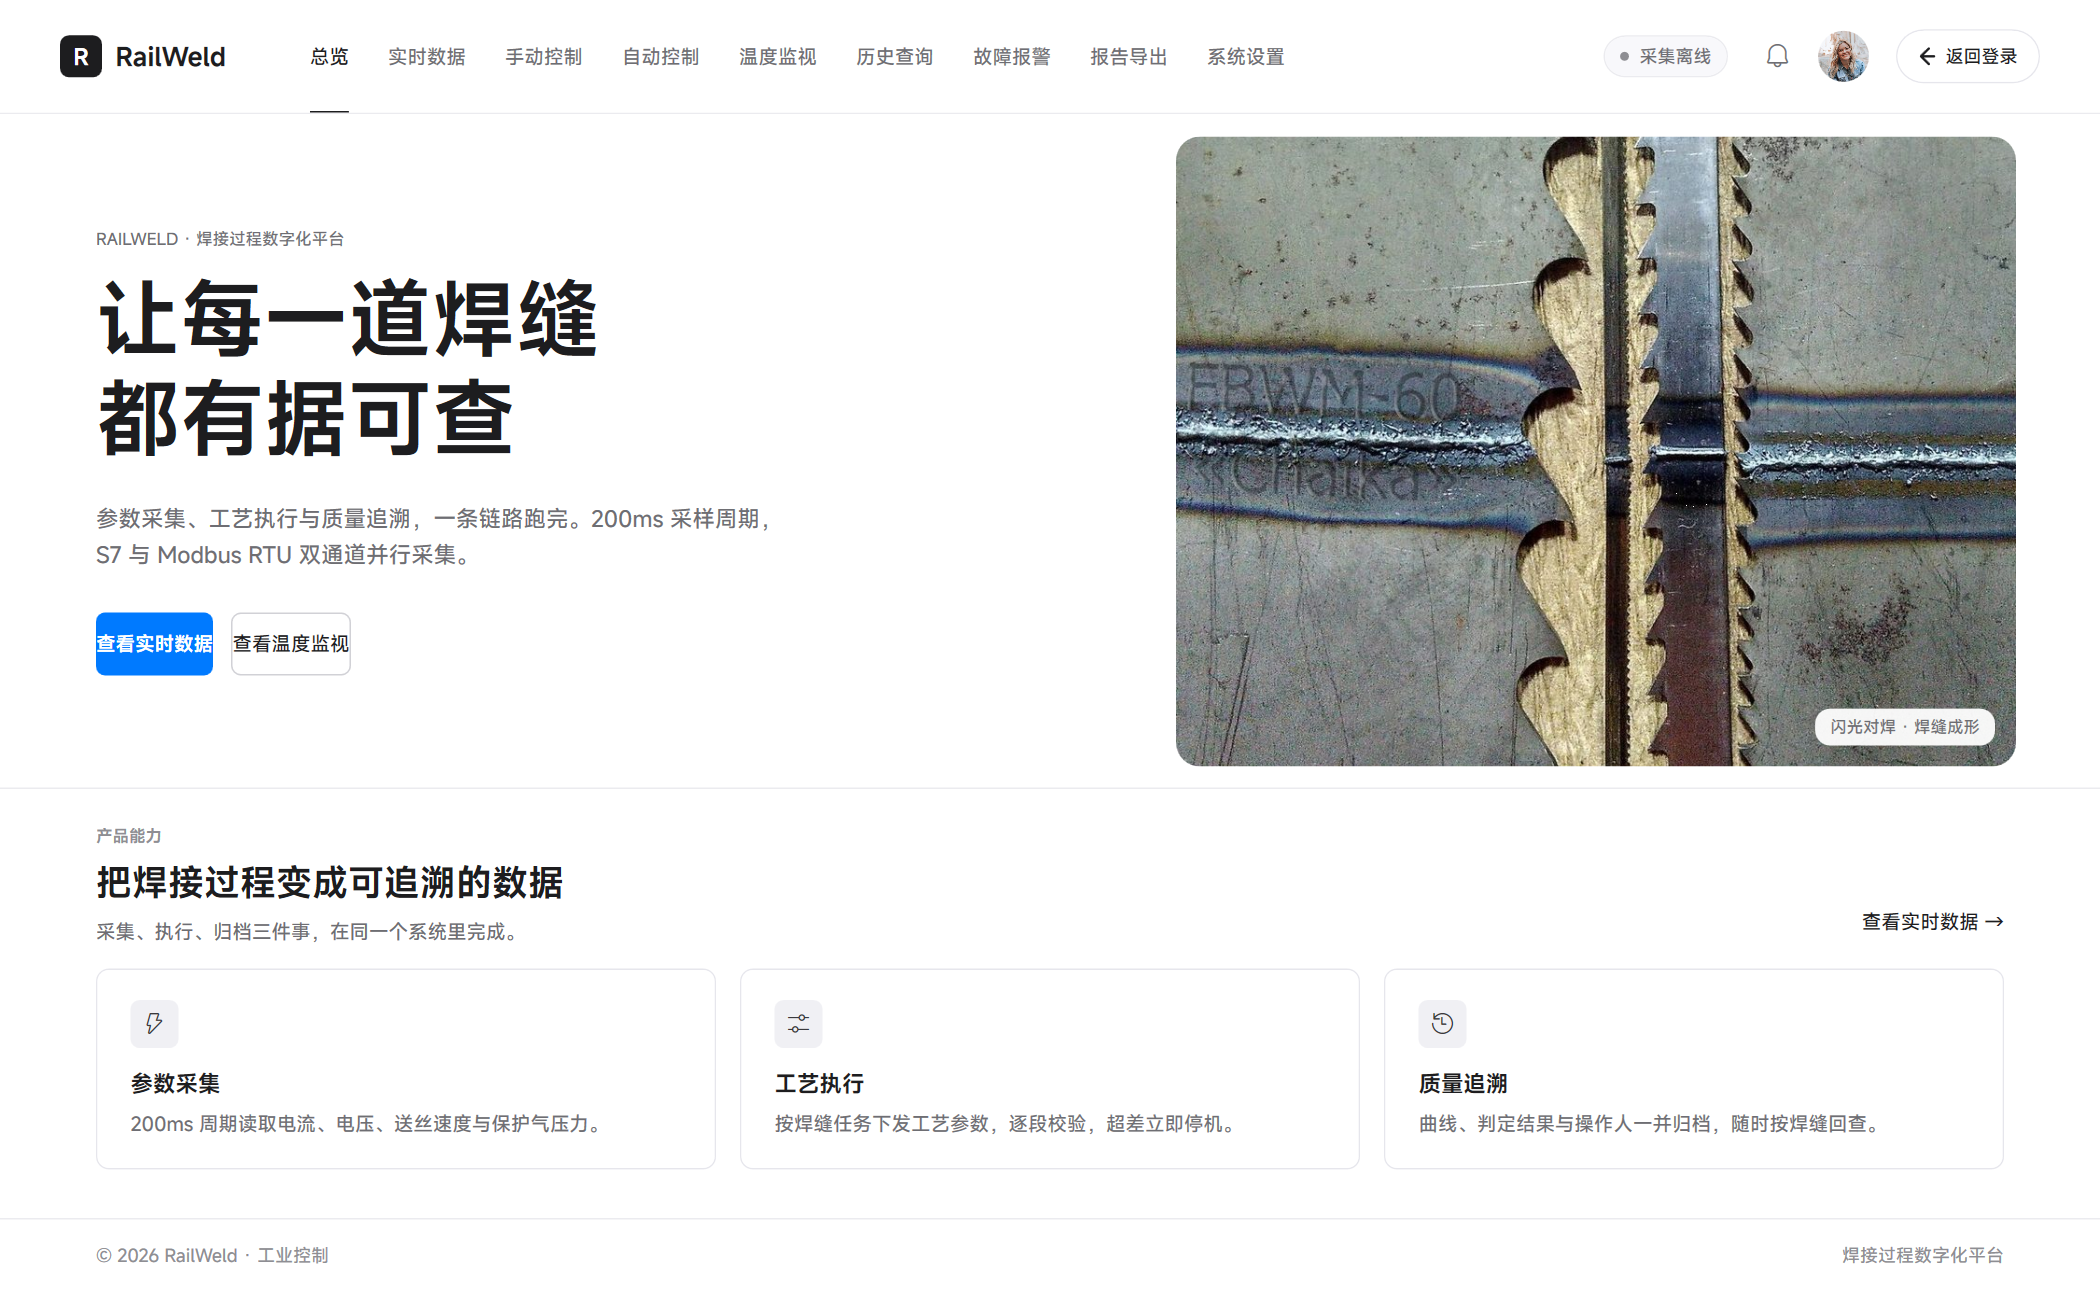 R RailWeld 总览 实时数据 手动控制 自动控制 温度监视 历史查询 故障报警 报告导出 系统设置 采集离线 返回登录
RAILWELD · 焊接过程数字化平台
让每一道焊缝
都有据可查
参数采集、工艺执行与质量追溯，一条链路跑完。200ms 采样周期，
S7 与 Modbus RTU 双通道并行采集。
查看实时数据 查看温度监视
FBWM-60
«Chaika»
闪光对焊 · 焊缝成形
产品能力
把焊接过程变成可追溯的数据
采集、执行、归档三件事，在同一个系统里完成。
查看实时数据 →
参数采集
200ms 周期读取电流、电压、送丝速度与保护气压力。
工艺执行
按焊缝任务下发工艺参数，逐段校验，超差立即停机。
质量追溯
曲线、判定结果与操作人一并归档，随时按焊缝回查。
© 2026 RailWeld · 工业控制
焊接过程数字化平台